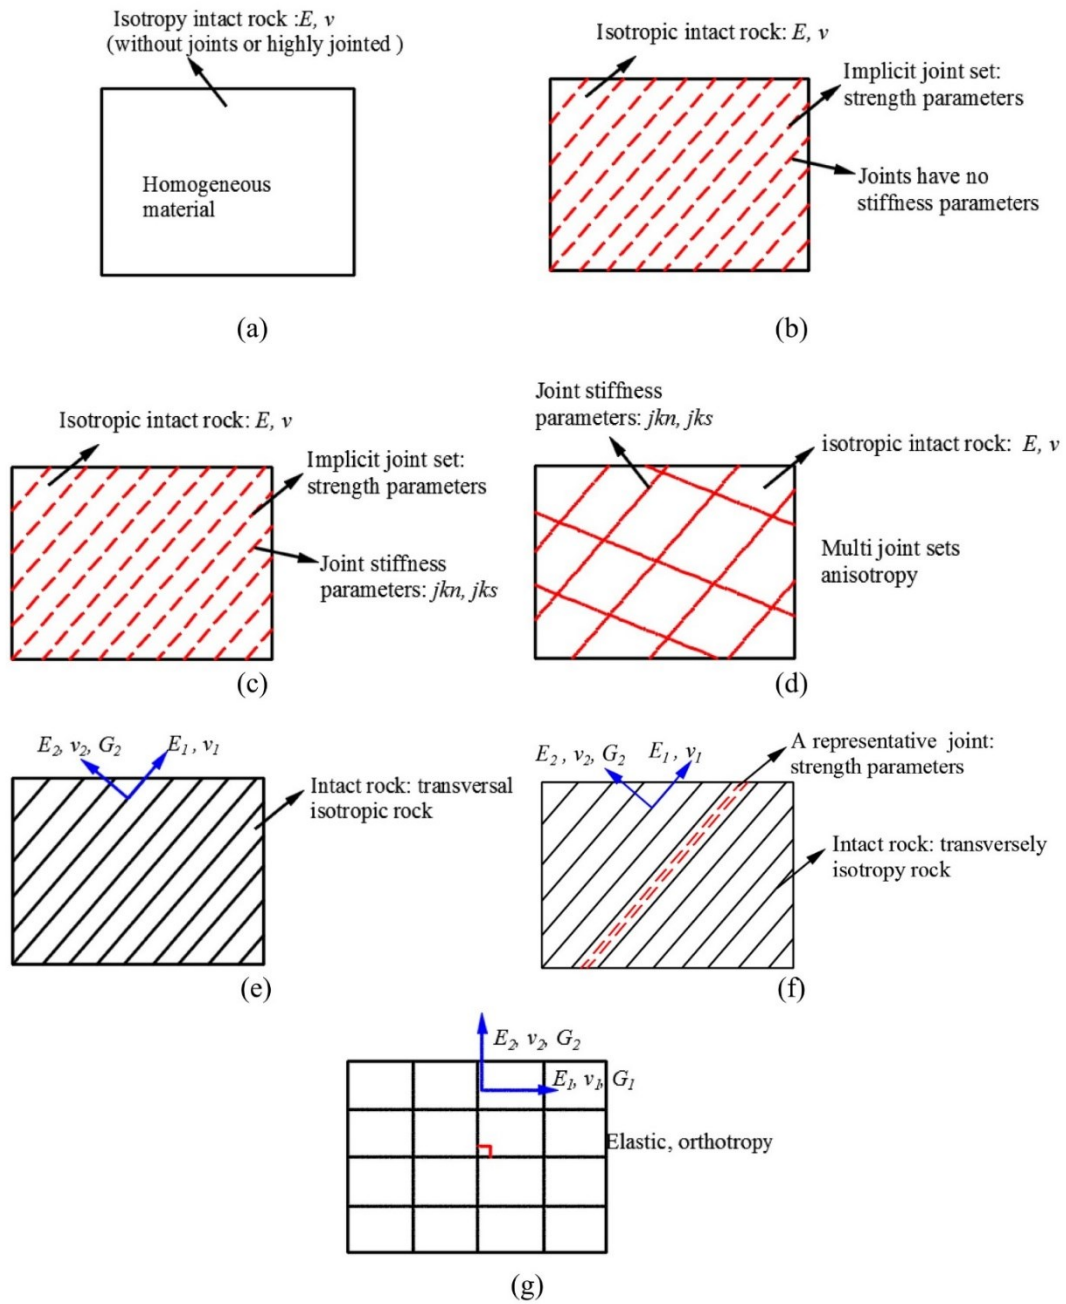 Isotropy intact rock :E, v
(without joints or highly jointed )
Homogeneous
material
(a)
Isotropic intact rock: E, v
Implicit joint set:
strength parameters
Joints have no
stiffness parameters
(b)
Isotropic intact rock: E, v
Implicit joint set:
strength parameters
Joint stiffness
parameters: jkn, jks
(c)
Joint stiffness
parameters: jkn, jks
isotropic intact rock: E, v
Multi joint sets
anisotropy
(d)
E2, v2, G2
E1, v1
Intact rock: transversal
isotropic rock
(e)
E2, v2, G2
E1, v1
A representative joint:
strength parameters
Intact rock: transversely
isotropy rock
(f)
E2, v2, G2
E1, v1, G1
Elastic, orthotropy
(g)